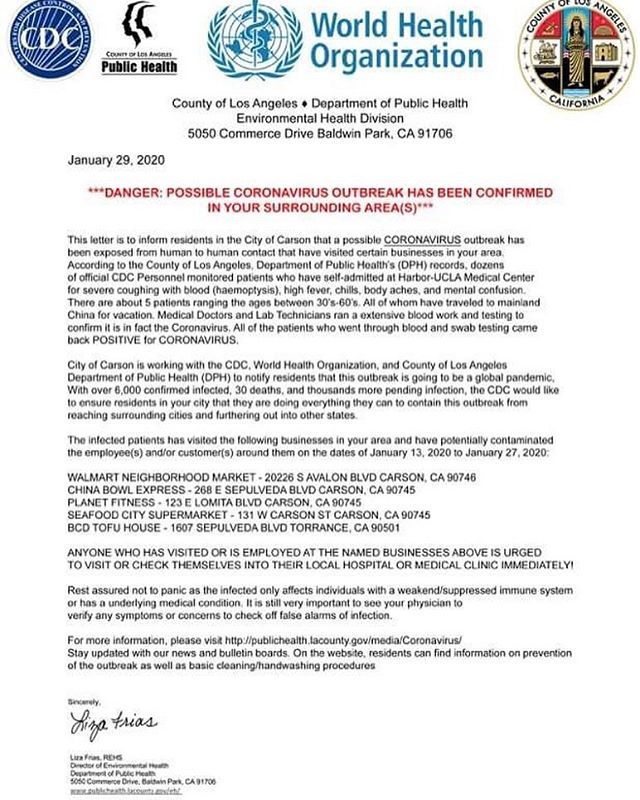 CENTERS FOR DISEASE CONTROL AND PREVENTION
CDC
COUNTY OF LOS ANGELES
Public Health
World Health
Organization
COUNTY OF LOS ANGELES
CALIFORNIA
County of Los Angeles ♦ Department of Public Health
Environmental Health Division
5050 Commerce Drive Baldwin Park, CA 91706
January 29, 2020
***DANGER: POSSIBLE CORONAVIRUS OUTBREAK HAS BEEN CONFIRMED
IN YOUR SURROUNDING AREA(S)***
This letter is to inform residents in the City of Carson that a possible CORONAVIRUS outbreak has
been exposed from human to human contact that have visited certain businesses in your area.
According to the County of Los Angeles, Department of Public Health's (DPH) records, dozens
of official CDC Personnel monitored patients who have self-admitted at Harbor-UCLA Medical Center
for severe coughing with blood (haemoptysis), high fever, chills, body aches, and mental confusion.
There are about 5 patients ranging the ages between 30's-60's. All of whom have traveled to mainland
China for vacation. Medical Doctors and Lab Technicians ran a extensive blood work and testing to
confirm it is in fact the Coronavirus. All of the patients who went through blood and swab testing came
back POSITIVE for CORONAVIRUS.
City of Carson is working with the CDC, World Health Organization, and County of Los Angeles
Department of Public Health (DPH) to notify residents that this outbreak is going to be a global pandemic,
With over 6,000 confirmed infected, 30 deaths, and thousands more pending infection, the CDC would like
to ensure residents in your city that they are doing everything they can to contain this outbreak from
reaching surrounding cities and furthering out into other states.
The infected patients has visited the following businesses in your area and have potentially contaminated
the employee(s) and/or customer(s) around them on the dates of January 13, 2020 to January 27, 2020:
WALMART NEIGHBORHOOD MARKET - 20226 S AVALON BLVD CARSON, CA 90746
CHINA BOWL EXPRESS - 268 E SEPULVEDA BLVD CARSON, CA 90745
PLANET FITNESS - 123 E LOMITA BLVD CARSON, CA 90745
SEAFOOD CITY SUPERMARKET - 131 W CARSON ST CARSON, CA 90745
BCD TOFU HOUSE - 1607 SEPULVEDA BLVD TORRANCE, CA 90501
ANYONE WHO HAS VISITED OR IS EMPLOYED AT THE NAMED BUSINESSES ABOVE IS URGED
TO VISIT OR CHECK THEMSELVES INTO THEIR LOCAL HOSPITAL OR MEDICAL CLINIC IMMEDIATELY!
Rest assured not to panic as the infected only affects individuals with a weakend/suppressed immune system
or has a underlying medical condition. It is still very important to see your physician to
verify any symptoms or concerns to check off false alarms of infection.
For more information, please visit http://publichealth.lacounty.gov/media/Coronavirus/
Stay updated with our news and bulletin boards. On the website, residents can find information on prevention
of the outbreak as well as basic cleaning/handwashing procedures
Sincerely,
Liza Frias
Liza Frias, REHS
Director of Environmental Health
Department of Public Health
5050 Commerce Drive, Baldwin Park, CA 91706
www.publichealth.lacounty.gov/eh/